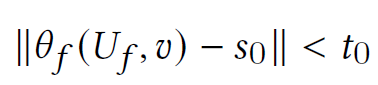 ‖θ_f(U_f, v) − s_0‖ < t_0